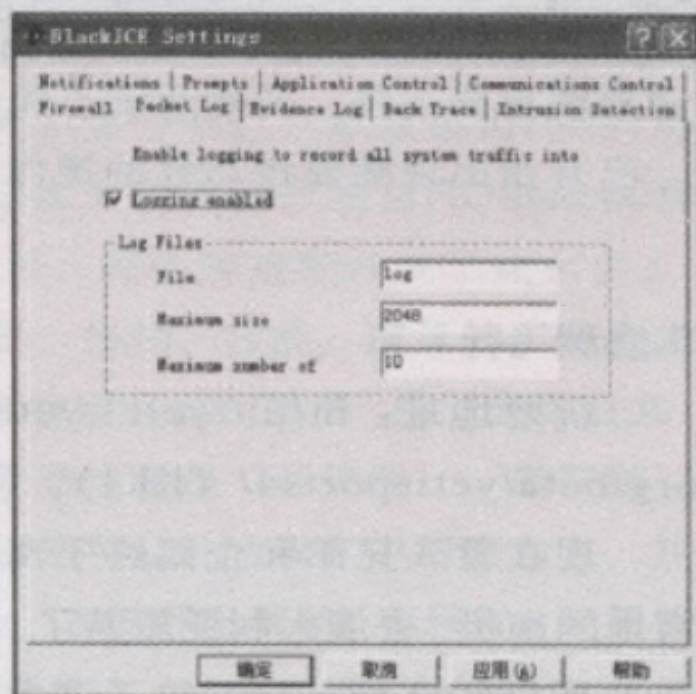 BlackICE Settings
Notifications | Prompts | Application Control | Communications Control
Firewall Packet Log Evidence Log Back Trace Intrusion Detection
Enable logging to record all system traffic into
Logging enabled
Log Files
File log
Maximum size 2048
Maximum number of 10
确定 取消 应用(A) 帮助